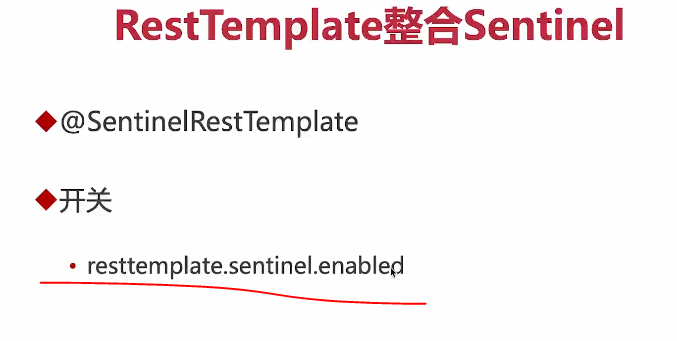 RestTemplate整合Sentinel
@SentinelRestTemplate
开关
resttemplate.sentinel.enabled